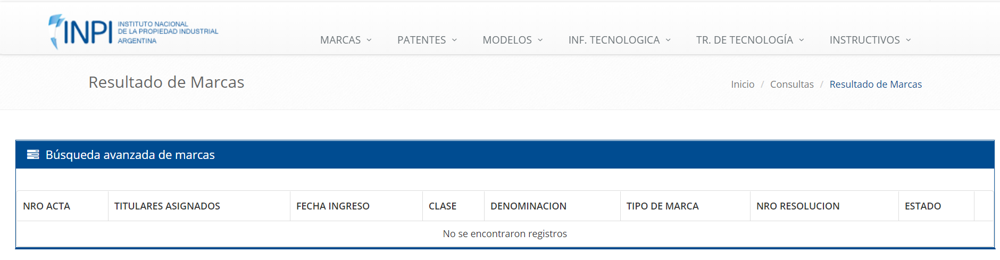 INPI
INSTITUTO NACIONAL
DE LA PROPIEDAD INDUSTRIAL
ARGENTINA
MARCAS PATENTES MODELOS INF. TECNOLOGICA TR. DE TECNOLOGÍA INSTRUCTIVOS
Resultado de Marcas
Inicio / Consultas / Resultado de Marcas
Búsqueda avanzada de marcas
NRO ACTA TITULARES ASIGNADOS FECHA INGRESO CLASE DENOMINACION TIPO DE MARCA NRO RESOLUCION ESTADO
No se encontraron registros